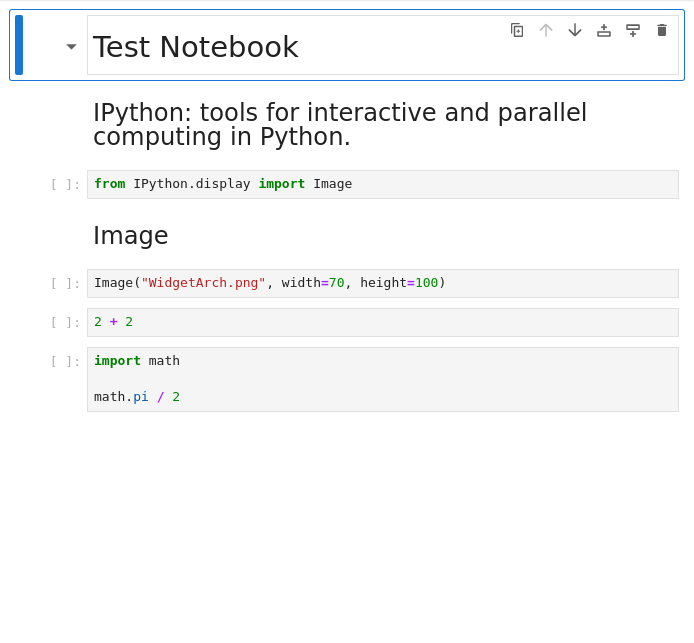 Test Notebook
IPython: tools for interactive and parallel
computing in Python.
[ ]: from IPython.display import Image
Image
[ ]: Image("WidgetArch.png", width=70, height=100)
[ ]: 2 + 2
[ ]: import math
math.pi / 2